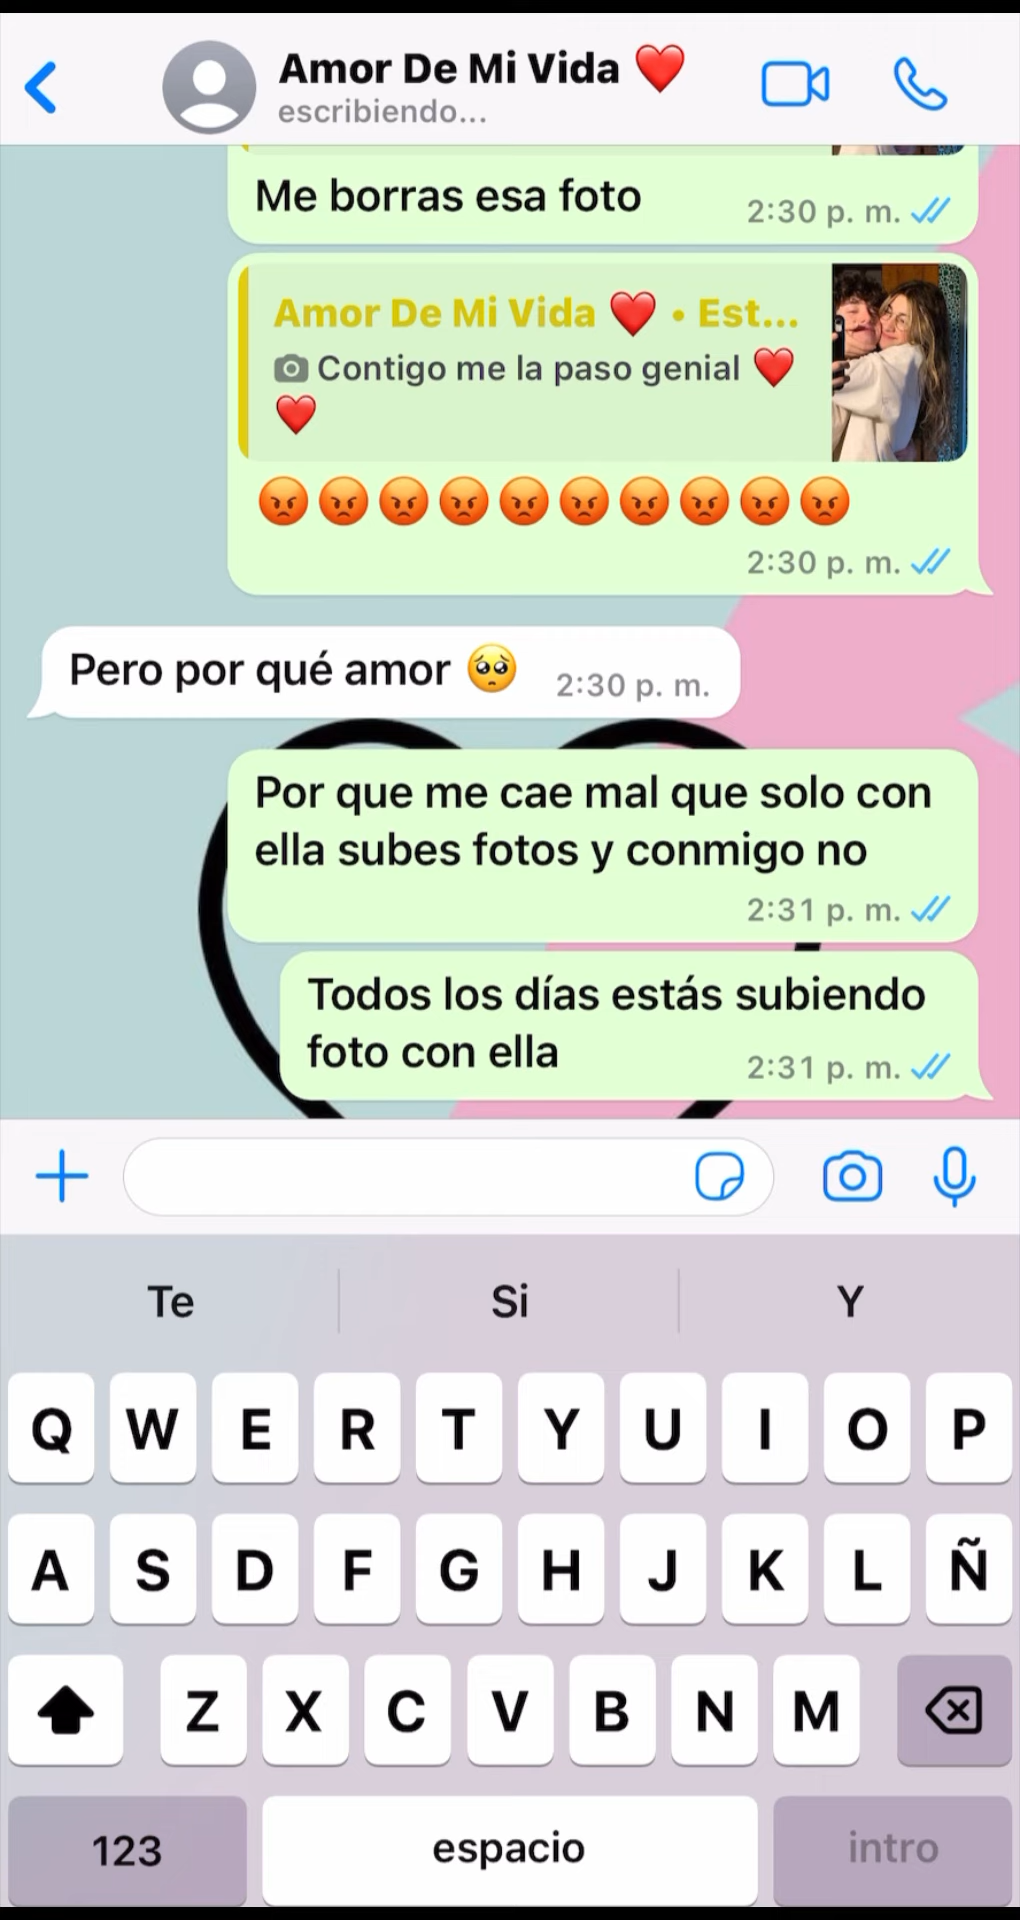 Amor De Mi Vida ❤️
escribiendo...
Me borras esa foto
2:30 p. m.
Amor De Mi Vida ❤️ • Est...
Contigo me la paso genial ❤️
❤️
😡😡😡😡😡😡😡😡😡😡
2:30 p. m.
Pero por qué amor 🥺 2:30 p. m.
Por que me cae mal que solo con
ella subes fotos y conmigo no
2:31 p. m.
Todos los días estás subiendo
foto con ella 2:31 p. m.
Te Si Y
Q W E R T Y U I O P
A S D F G H J K L Ñ
Z X C V B N M
123 espacio intro